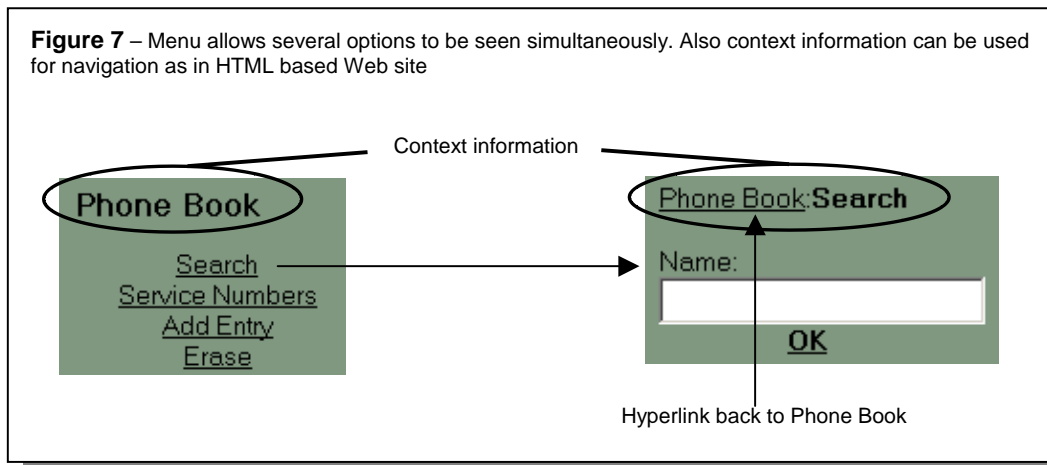 Figure 7 – Menu allows several options to be seen simultaneously. Also context information can be used
for navigation as in HTML based Web site
Context information
Phone Book
Search
Service Numbers
Add Entry
Erase
Phone Book:Search
Name:
OK
Hyperlink back to Phone Book